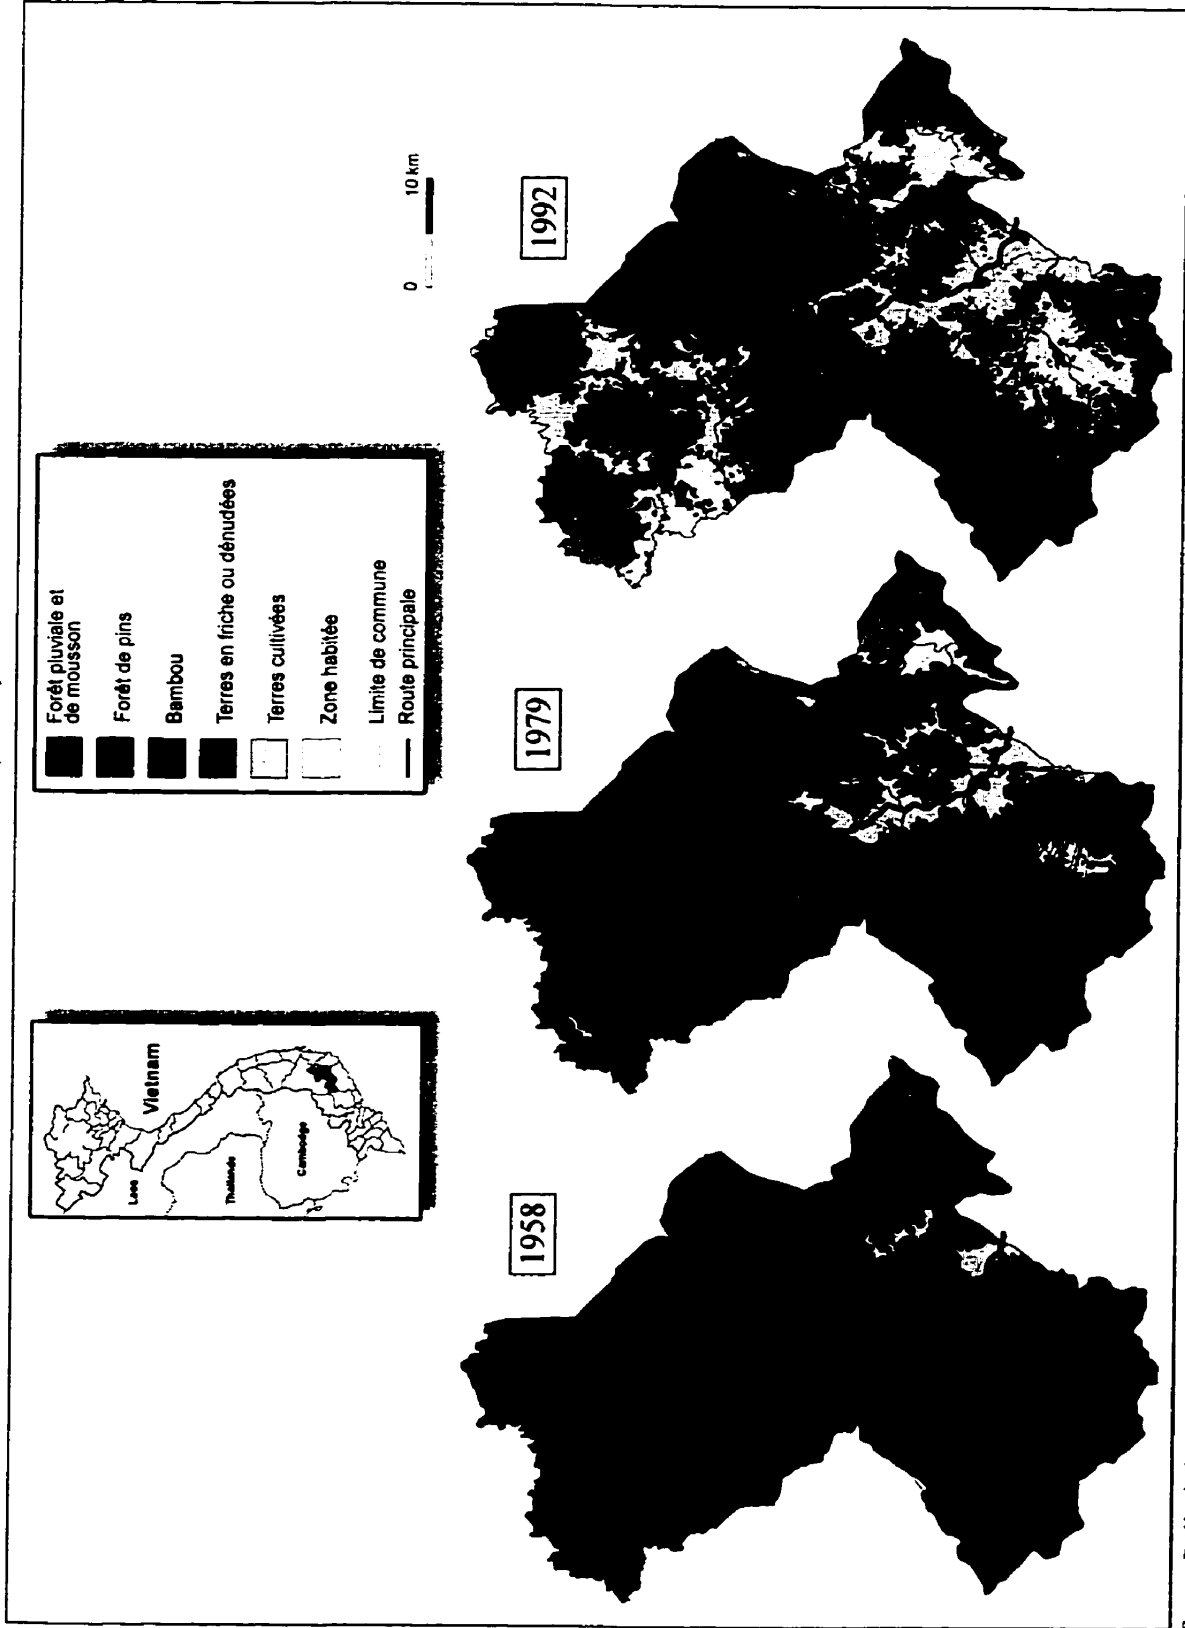 Vietnam
Laos
Thaïlande
Cambodge
Forêt pluviale et
de mousson
Forêt de pins
Bambou
Terres en friche ou dénudées
Terres cultivées
Zone habitée
Limite de commune
Route principale
0 10 km
1958
1979
1992